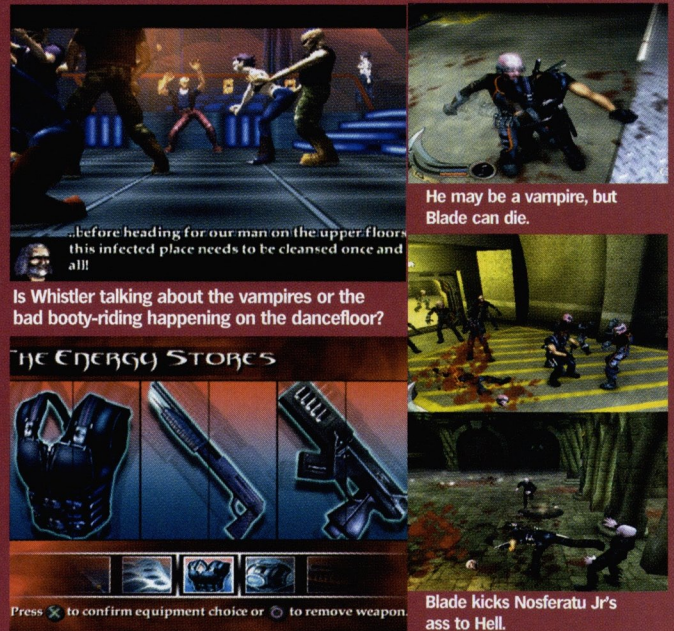 ..before heading for our man on the upper floors
this infected place needs to be cleansed once and
all!
Is Whistler talking about the vampires or the
bad booty-riding happening on the dancefloor?
HE ENERGY STORES
Press X to confirm equipment choice or O to remove weapon.
He may be a vampire, but
Blade can die.
Blade kicks Nosferatu Jr's
ass to Hell.